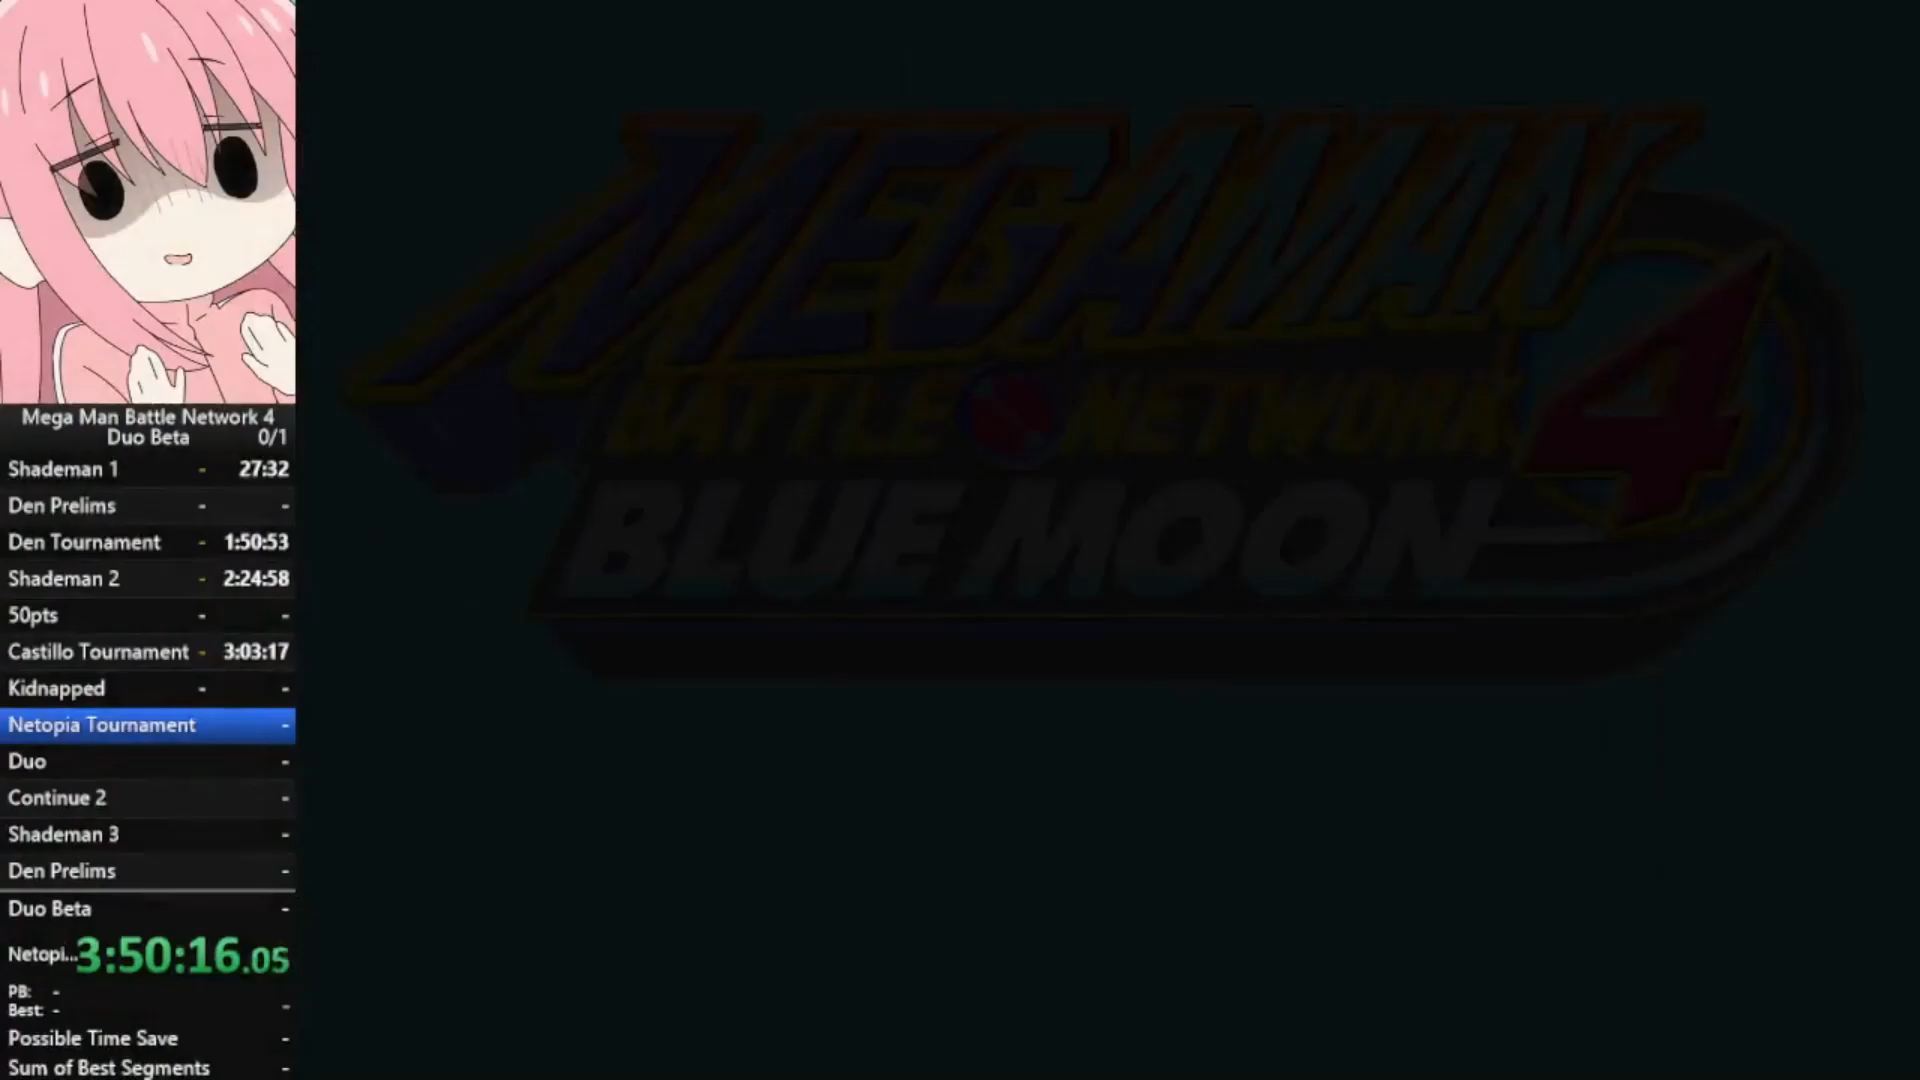 Mega Man Battle Network 4
Duo Beta 0/1
Shademan 1 - 27:32
Den Prelims - -
Den Tournament - 1:50:53
Shademan 2 - 2:24:58
50pts - -
Castillo Tournament - 3:03:17
Kidnapped - -
Netopia Tournament -
Duo -
Continue 2 -
Shademan 3 -
Den Prelims -
Duo Beta -
Netopi... 3:50:16.05
PB: -
Best: - -
Possible Time Save -
Sum of Best Segments -
MEGAMAN
BATTLE NETWORK 4
BLUE MOON